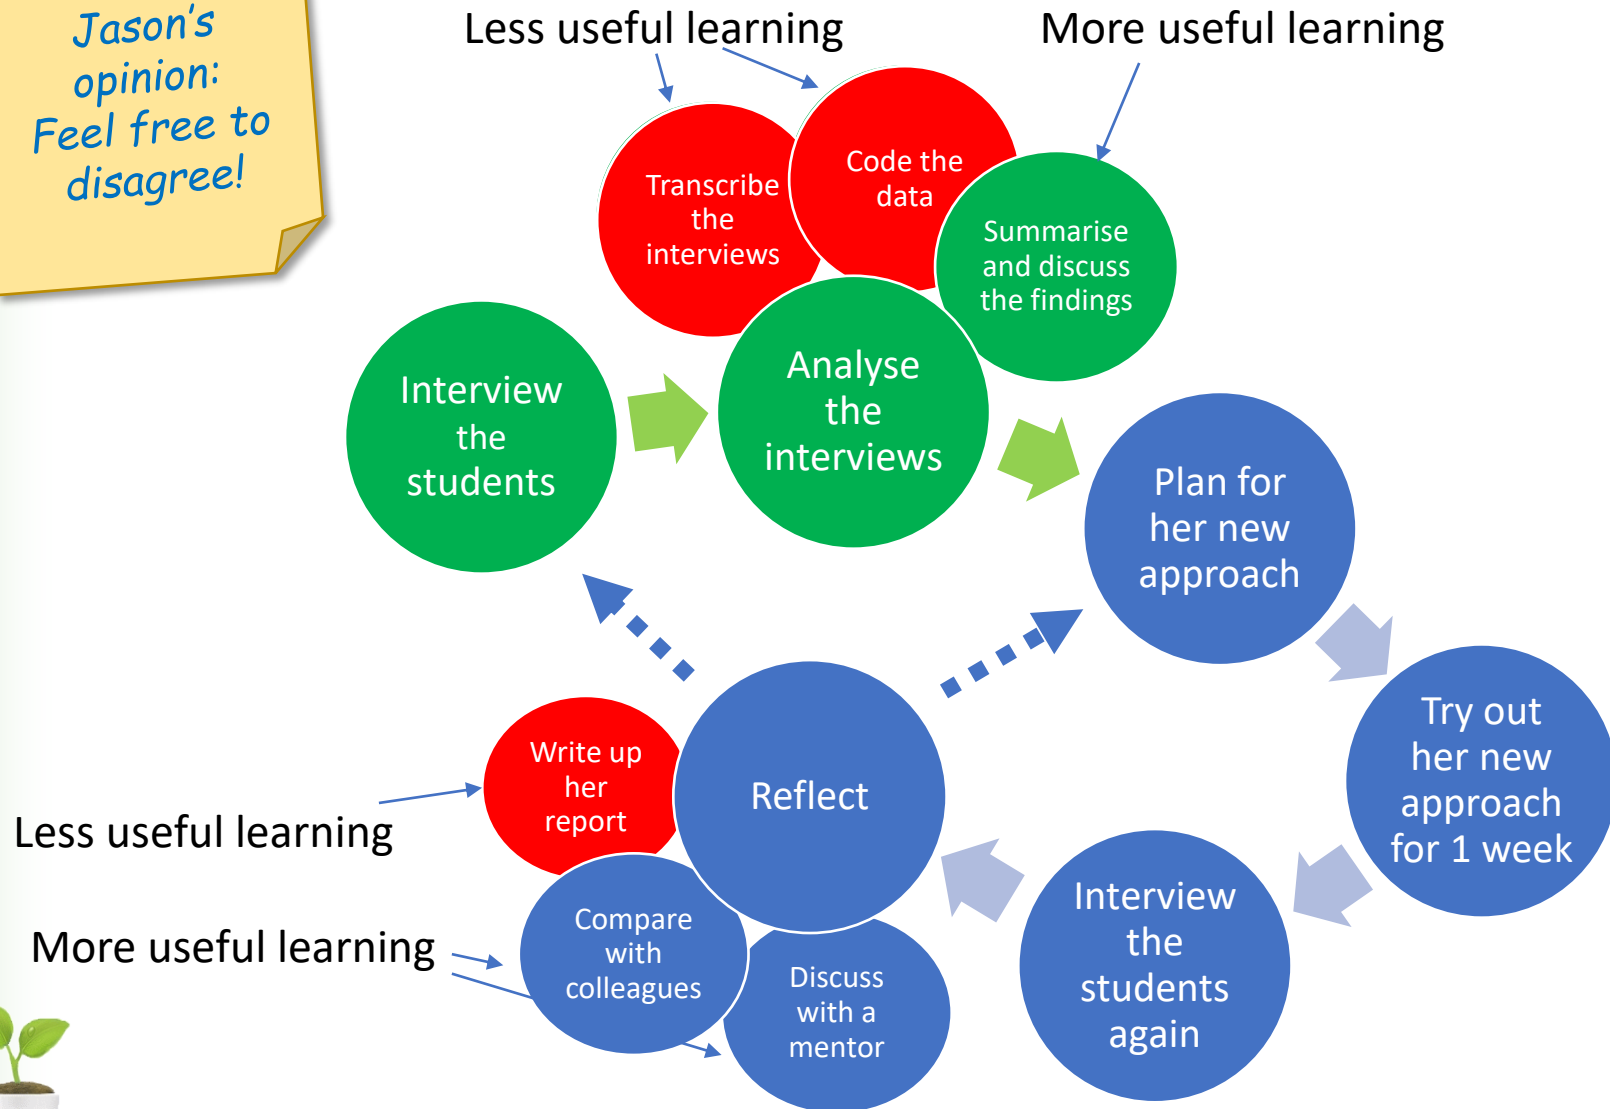 Jason's
opinion:
Feel free to
disagree!
Less useful learning
More useful learning
Transcribe
the
interviews
Code the
data
Summarise
and discuss
the findings
Interview
the
students
Analyse
the
interviews
Plan for
her new
approach
Try out
her new
approach
for 1 week
Interview
the
students
again
Reflect
Write up
her
report
Less useful learning
Compare
with
colleagues
More useful learning
Discuss
with a
mentor